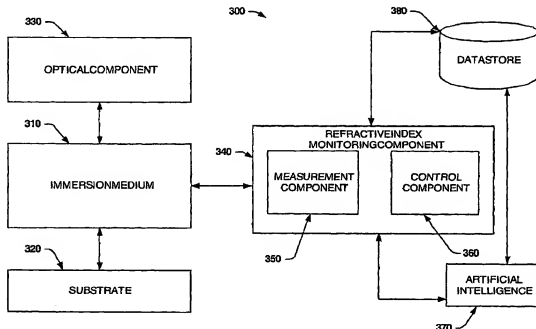 330
300
380
OPTICALCOMPONENT
DATASTORE
310
340
REFRACTIVEINDEX
MONITORINGCOMPONENT
IMMERSIONMEDIUM
MEASUREMENT
COMPONENT
CONTROL
COMPONENT
320
350
360
SUBSTRATE
ARTIFICIAL
INTELLIGENCE
370